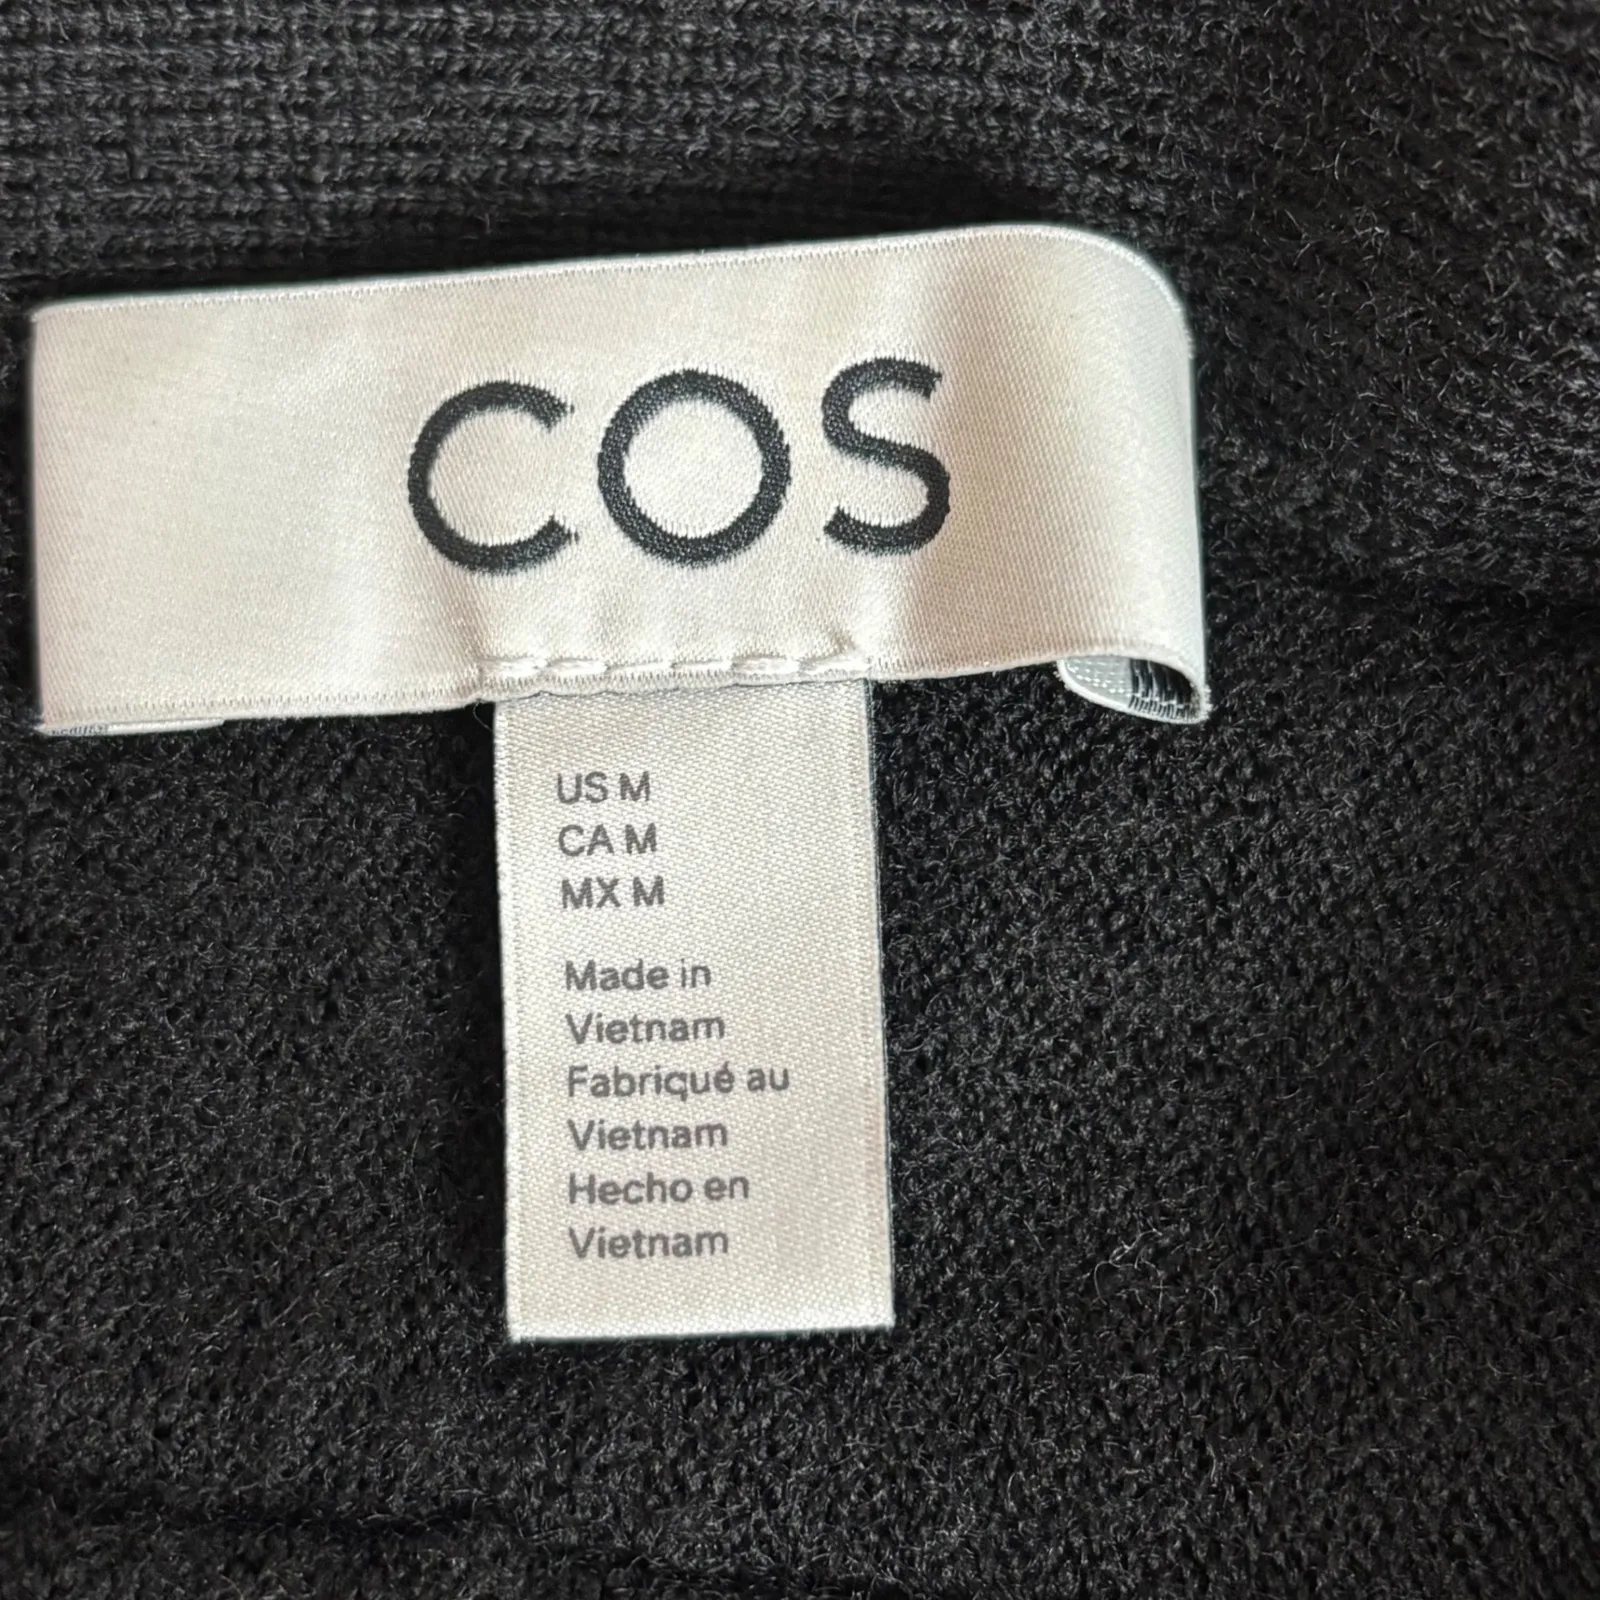 COS
US M
CA M
MX M
Made in
Vietnam
Fabriqué au
Vietnam
Hecho en
Vietnam